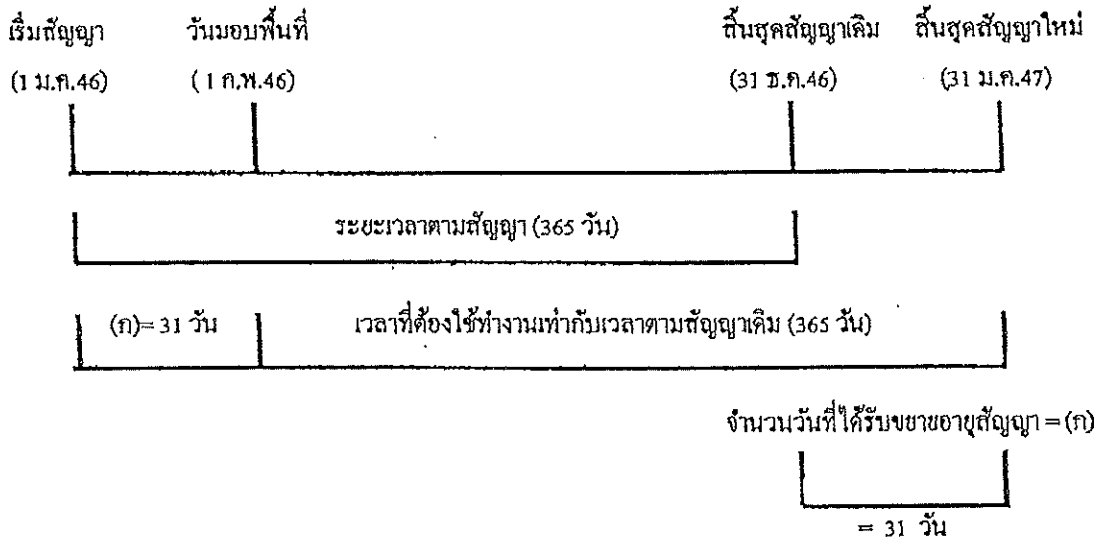 เริ่มสัญญา วันมอบพื้นที่ สิ้นสุดสัญญาเดิม สิ้นสุดสัญญาใหม่
(1 ม.ค.46) ( 1 ก.พ.46) (31 ธ.ค.46) (31 ม.ค.47)
ระยะเวลาตามสัญญา (365 วัน)
(ก)= 31 วัน เวลาที่ต้องใช้ทำงานเท่ากับเวลาตามสัญญาเดิม (365 วัน)
จำนวนวันที่ได้รับขยายอายุสัญญา = (ก)
= 31 วัน